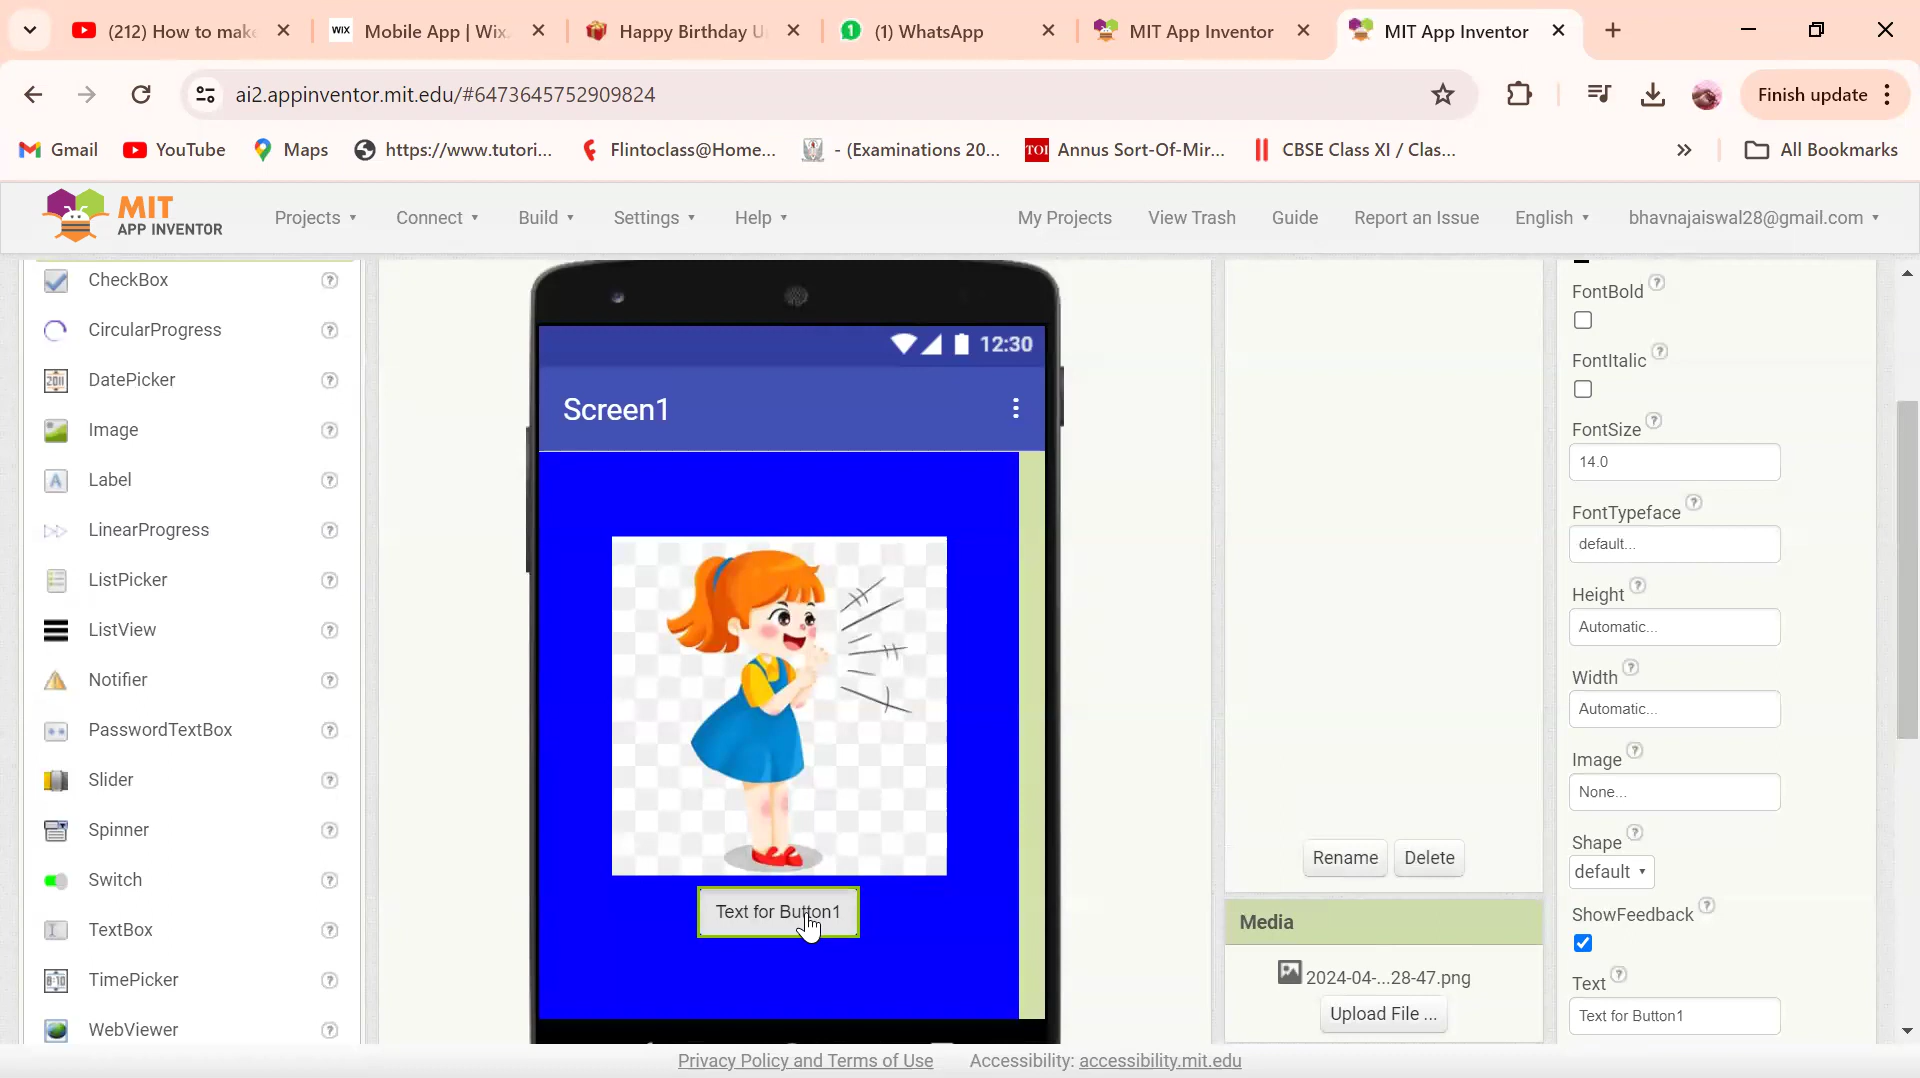 (212) How to make
WIX Mobile App | Wix.
Happy Birthday U
1 (1) WhatsApp
MIT App Inventor
MIT App Inventor
ai2.appinventor.mit.edu/#6473645752909824
Finish update
Gmail
YouTube
Maps
https://www.tutori...
Flintoclass@Home...
- (Examinations 20...
TOI Annus Sort-Of-Mir...
CBSE Class XI / Clas...
All Bookmarks
MIT
APP INVENTOR
Projects
Connect
Build
Settings
Help
My Projects
View Trash
Guide
Report an Issue
English
bhavnajaiswal28@gmail.com
CheckBox
CircularProgress
DatePicker
Image
Label
LinearProgress
ListPicker
ListView
Notifier
PasswordTextBox
Slider
Spinner
Switch
TextBox
TimePicker
WebViewer
12:30
Screen1
Text for Button1
Rename
Delete
Media
2024-04-...28-47.png
Upload File ...
FontBold
FontItalic
FontSize
14.0
FontTypeface
default...
Height
Automatic...
Width
Automatic...
Image
None...
Shape
default
ShowFeedback
Text
Text for Button1
Privacy Policy and Terms of Use
Accessibility: accessibility.mit.edu